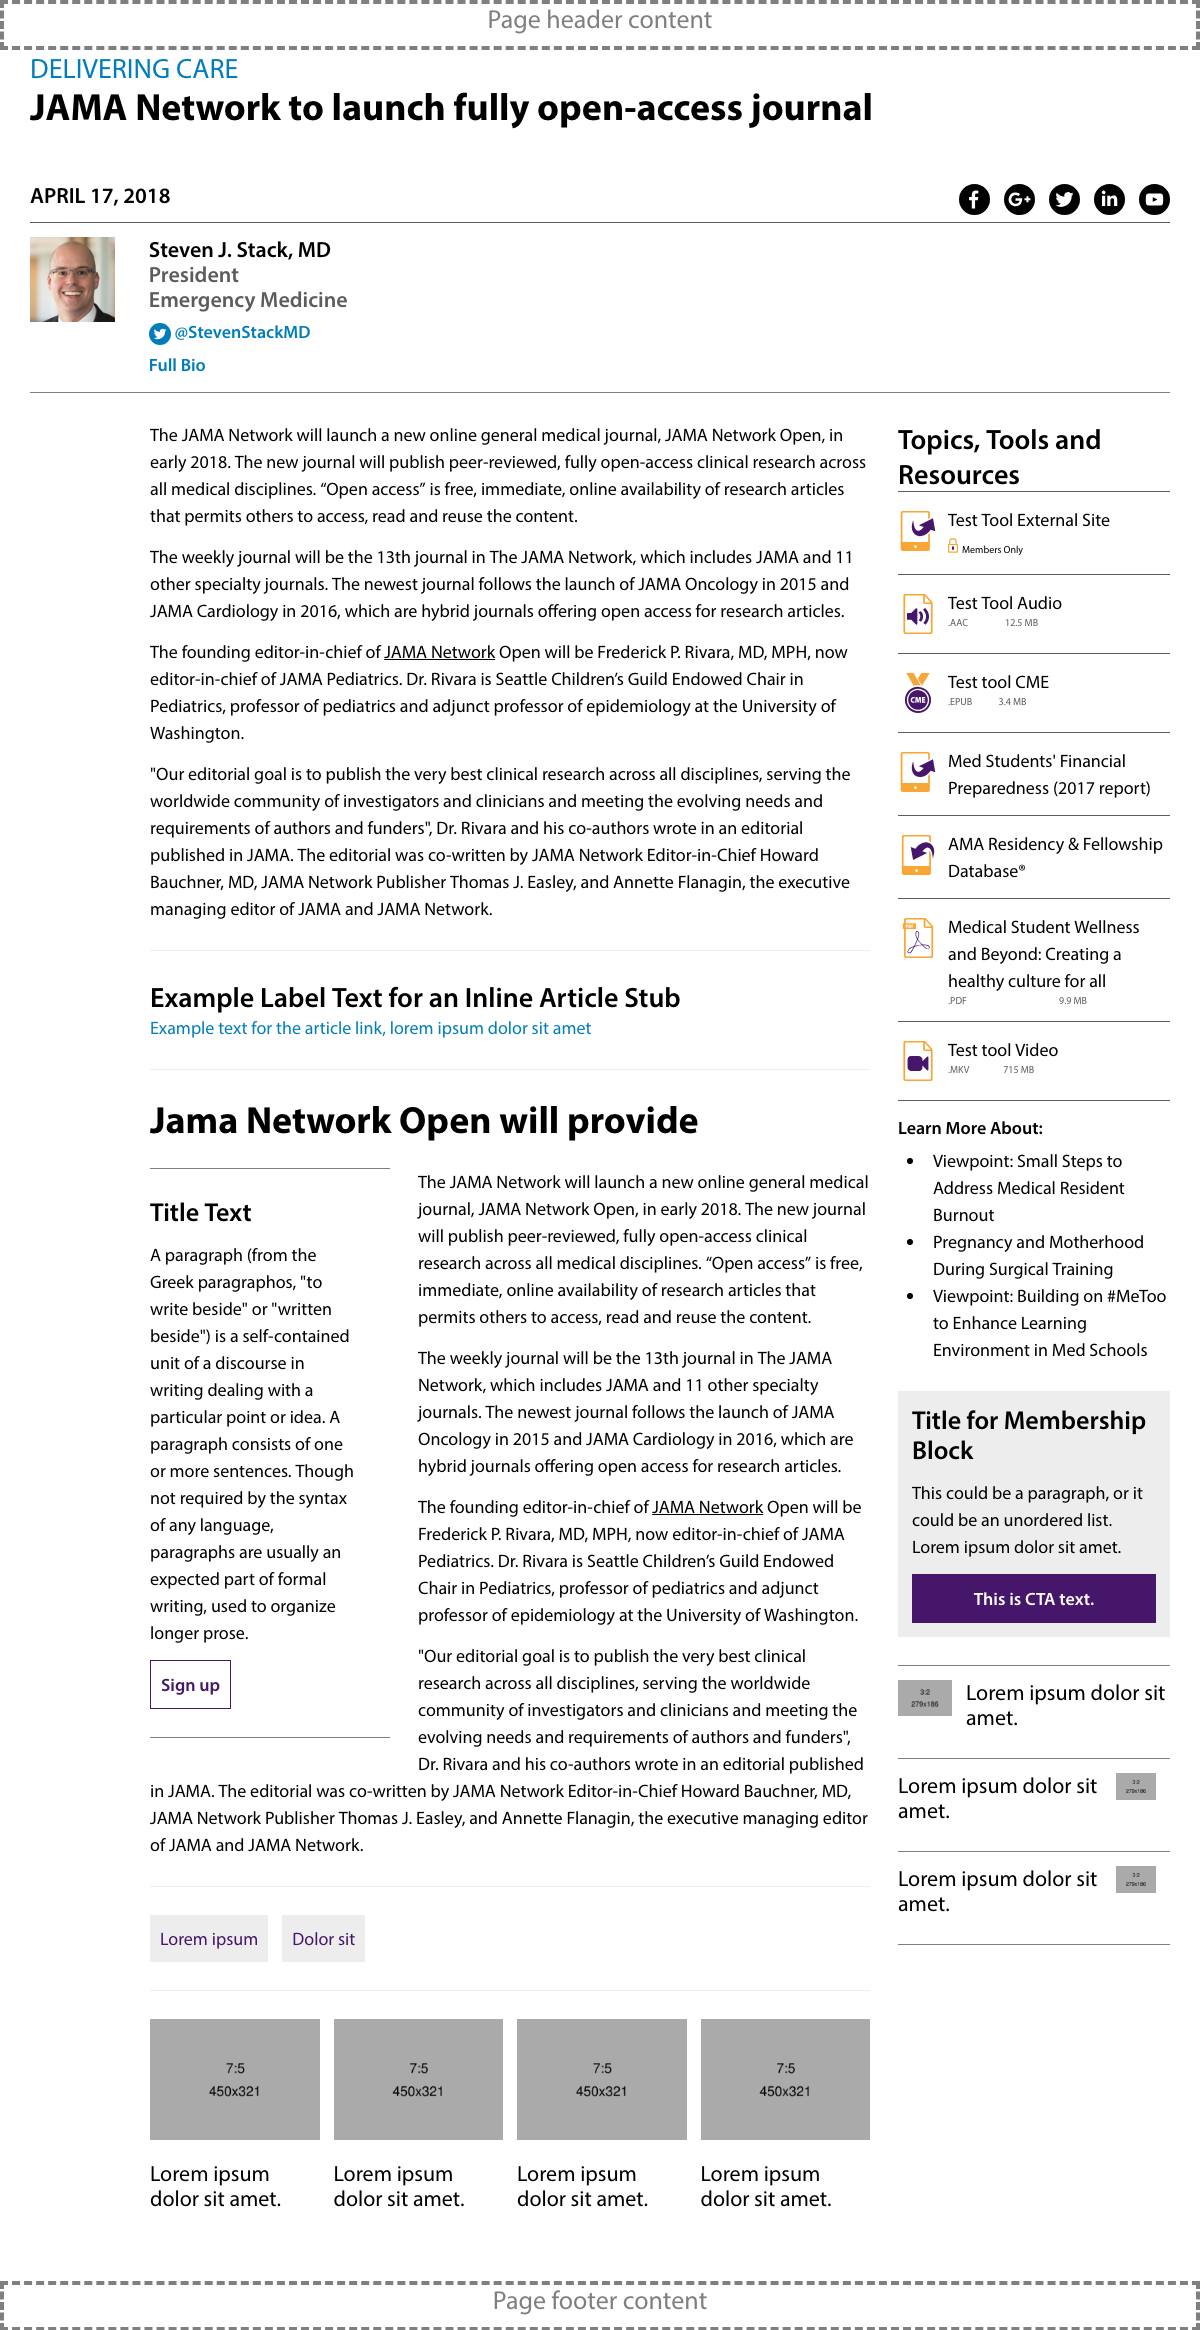 Page header content
DELIVERING CARE
JAMA Network to launch fully open-access journal
APRIL 17, 2018
Steven J. Stack, MD
President
Emergency Medicine
@StevenStackMD
Full Bio
The JAMA Network will launch a new online general medical journal, JAMA Network Open, in
early 2018. The new journal will publish peer-reviewed, fully open-access clinical research across
all medical disciplines. “Open access” is free, immediate, online availability of research articles
that permits others to access, read and reuse the content.
The weekly journal will be the 13th journal in The JAMA Network, which includes JAMA and 11
other specialty journals. The newest journal follows the launch of JAMA Oncology in 2015 and
JAMA Cardiology in 2016, which are hybrid journals offering open access for research articles.
The founding editor-in-chief of JAMA Network Open will be Frederick P. Rivara, MD, MPH, now
editor-in-chief of JAMA Pediatrics. Dr. Rivara is Seattle Children’s Guild Endowed Chair in
Pediatrics, professor of pediatrics and adjunct professor of epidemiology at the University of
Washington.
"Our editorial goal is to publish the very best clinical research across all disciplines, serving the
worldwide community of investigators and clinicians and meeting the evolving needs and
requirements of authors and funders", Dr. Rivara and his co-authors wrote in an editorial
published in JAMA. The editorial was co-written by JAMA Network Editor-in-Chief Howard
Bauchner, MD, JAMA Network Publisher Thomas J. Easley, and Annette Flanagin, the executive
managing editor of JAMA and JAMA Network.
Example Label Text for an Inline Article Stub
Example text for the article link, lorem ipsum dolor sit amet
Jama Network Open will provide
Title Text
A paragraph (from the
Greek paragraphos, "to
write beside" or "written
beside") is a self-contained
unit of a discourse in
writing dealing with a
particular point or idea. A
paragraph consists of one
or more sentences. Though
not required by the syntax
of any language,
paragraphs are usually an
expected part of formal
writing, used to organize
longer prose.
Sign up
The JAMA Network will launch a new online general medical
journal, JAMA Network Open, in early 2018. The new journal
will publish peer-reviewed, fully open-access clinical
research across all medical disciplines. “Open access” is free,
immediate, online availability of research articles that
permits others to access, read and reuse the content.
The weekly journal will be the 13th journal in The JAMA
Network, which includes JAMA and 11 other specialty
journals. The newest journal follows the launch of JAMA
Oncology in 2015 and JAMA Cardiology in 2016, which are
hybrid journals offering open access for research articles.
The founding editor-in-chief of JAMA Network Open will be
Frederick P. Rivara, MD, MPH, now editor-in-chief of JAMA
Pediatrics. Dr. Rivara is Seattle Children’s Guild Endowed
Chair in Pediatrics, professor of pediatrics and adjunct
professor of epidemiology at the University of Washington.
"Our editorial goal is to publish the very best clinical
research across all disciplines, serving the worldwide
community of investigators and clinicians and meeting the
evolving needs and requirements of authors and funders",
Dr. Rivara and his co-authors wrote in an editorial published
in JAMA. The editorial was co-written by JAMA Network Editor-in-Chief Howard Bauchner, MD,
JAMA Network Publisher Thomas J. Easley, and Annette Flanagin, the executive managing editor
of JAMA and JAMA Network.
Lorem ipsum
Dolor sit
7:5
450x321
Lorem ipsum
dolor sit amet.
7:5
450x321
Lorem ipsum
dolor sit amet.
7:5
450x321
Lorem ipsum
dolor sit amet.
7:5
450x321
Lorem ipsum
dolor sit amet.
Topics, Tools and
Resources
Test Tool External Site
Members Only
Test Tool Audio
.AAC 12.5 MB
CME
Test tool CME
.EPUB 3.4 MB
Med Students' Financial
Preparedness (2017 report)
AMA Residency & Fellowship
Database®
PDF
Medical Student Wellness
and Beyond: Creating a
healthy culture for all
.PDF 9.9 MB
Test tool Video
.MKV 715 MB
Learn More About:
Viewpoint: Small Steps to
Address Medical Resident
Burnout
Pregnancy and Motherhood
During Surgical Training
Viewpoint: Building on #MeToo
to Enhance Learning
Environment in Med Schools
Title for Membership
Block
This could be a paragraph, or it
could be an unordered list.
Lorem ipsum dolor sit amet.
This is CTA text.
3:2
279x186
Lorem ipsum dolor sit
amet.
Lorem ipsum dolor sit
amet.
3:2
279x186
Lorem ipsum dolor sit
amet.
3:2
279x186
Page footer content